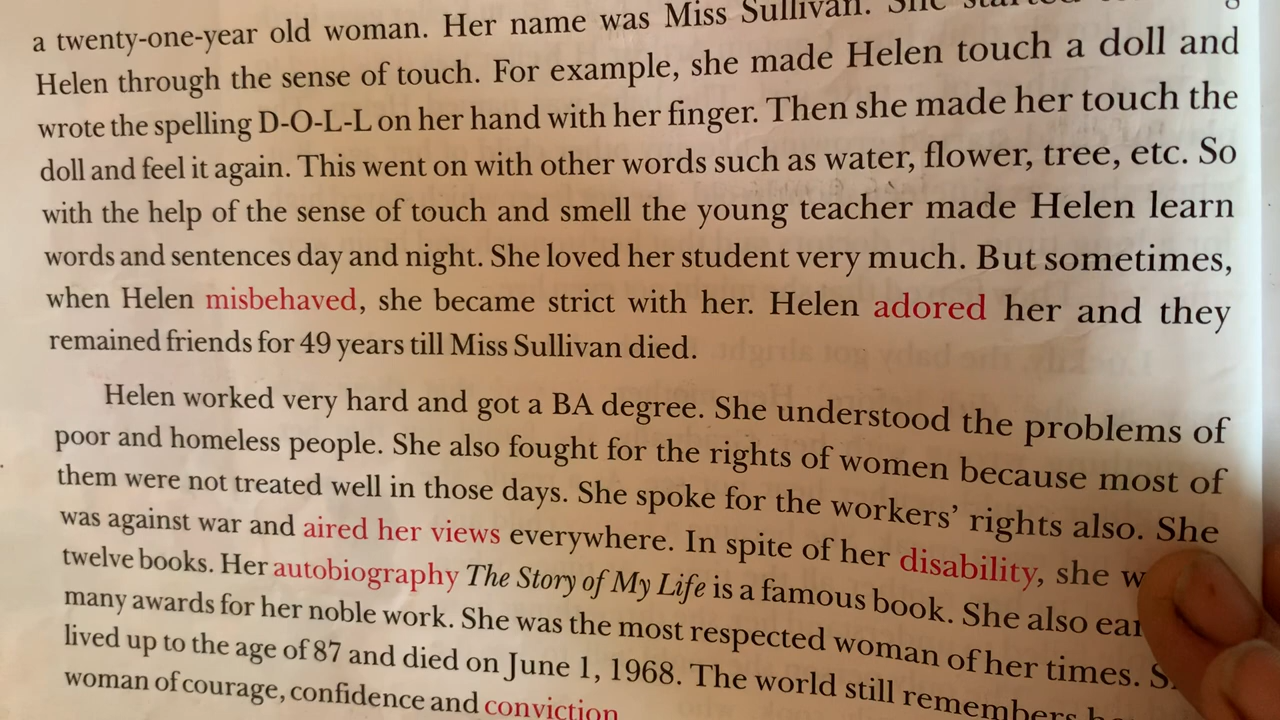 a twenty-one-year old woman. Her name was Miss Sullivan. She started
Helen through the sense of touch. For example, she made Helen touch a doll and
wrote the spelling D-O-L-L on her hand with her finger. Then she made her touch the
doll and feel it again. This went on with other words such as water, flower, tree, etc. So
with the help of the sense of touch and smell the young teacher made Helen learn
words and sentences day and night. She loved her student very much. But sometimes,
when Helen misbehaved, she became strict with her. Helen adored her and they
remained friends for 49 years till Miss Sullivan died.
Helen worked very hard and got a BA degree. She understood the problems of
poor and homeless people. She also fought for the rights of women because most of
them were not treated well in those days. She spoke for the workers' rights also. She
was against war and aired her views everywhere. In spite of her disability, she
twelve books. Her autobiography The Story of My Life is a famous book. She also
many awards for her noble work. She was the most respected woman of her times.
lived up to the age of 87 and died on June 1, 1968. The world still remembers
woman of courage, confidence and conviction